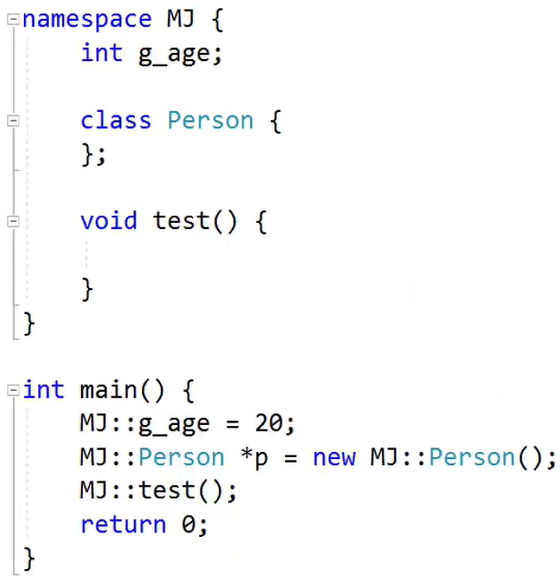 namespace MJ {
int g_age;
class Person {
};
void test() {
}
}
int main() {
MJ::g_age = 20;
MJ::Person *p = new MJ::Person();
MJ::test();
return 0;
}